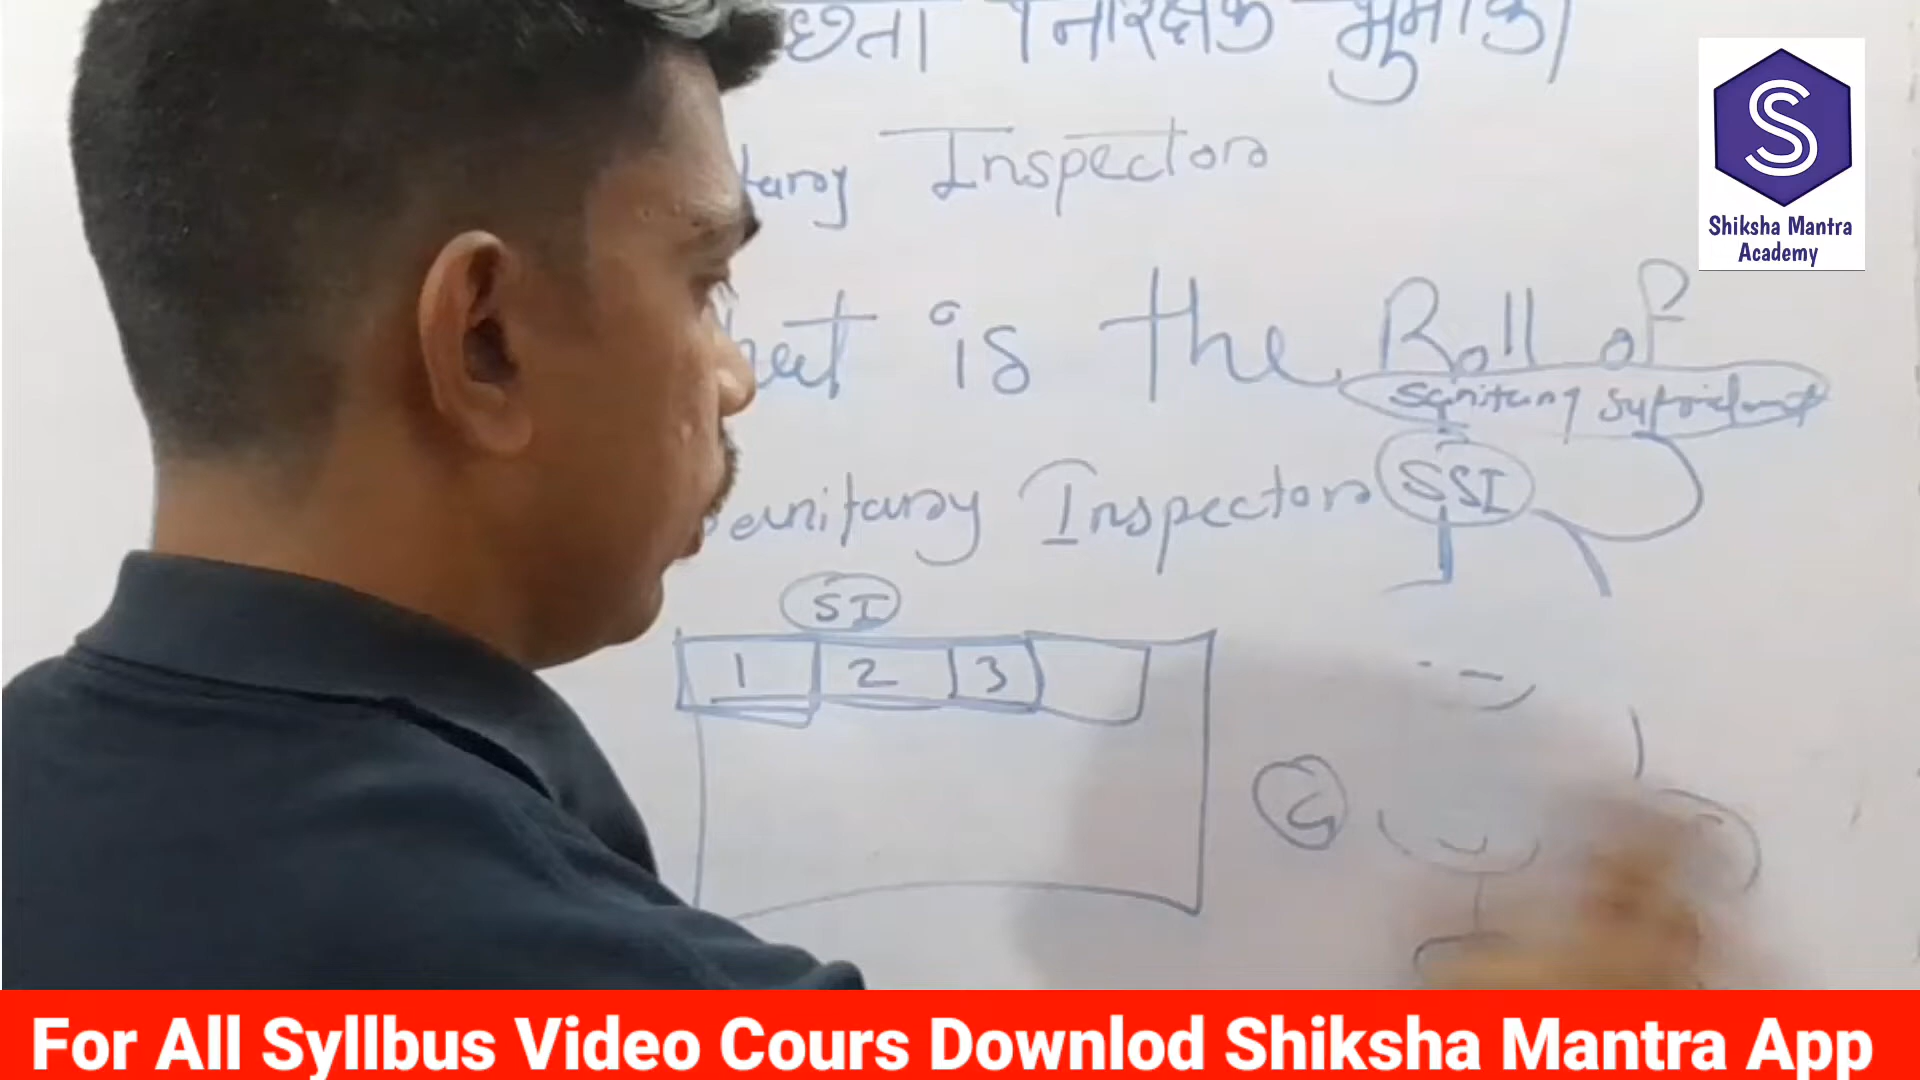 निरिक्षक
Inspector
is the Roll of
Sanitary
Sanitary Inspector SSI
SI
1 2 3
Shiksha Mantra
Academy
For All Syllbus Video Cours Downlod Shiksha Mantra App